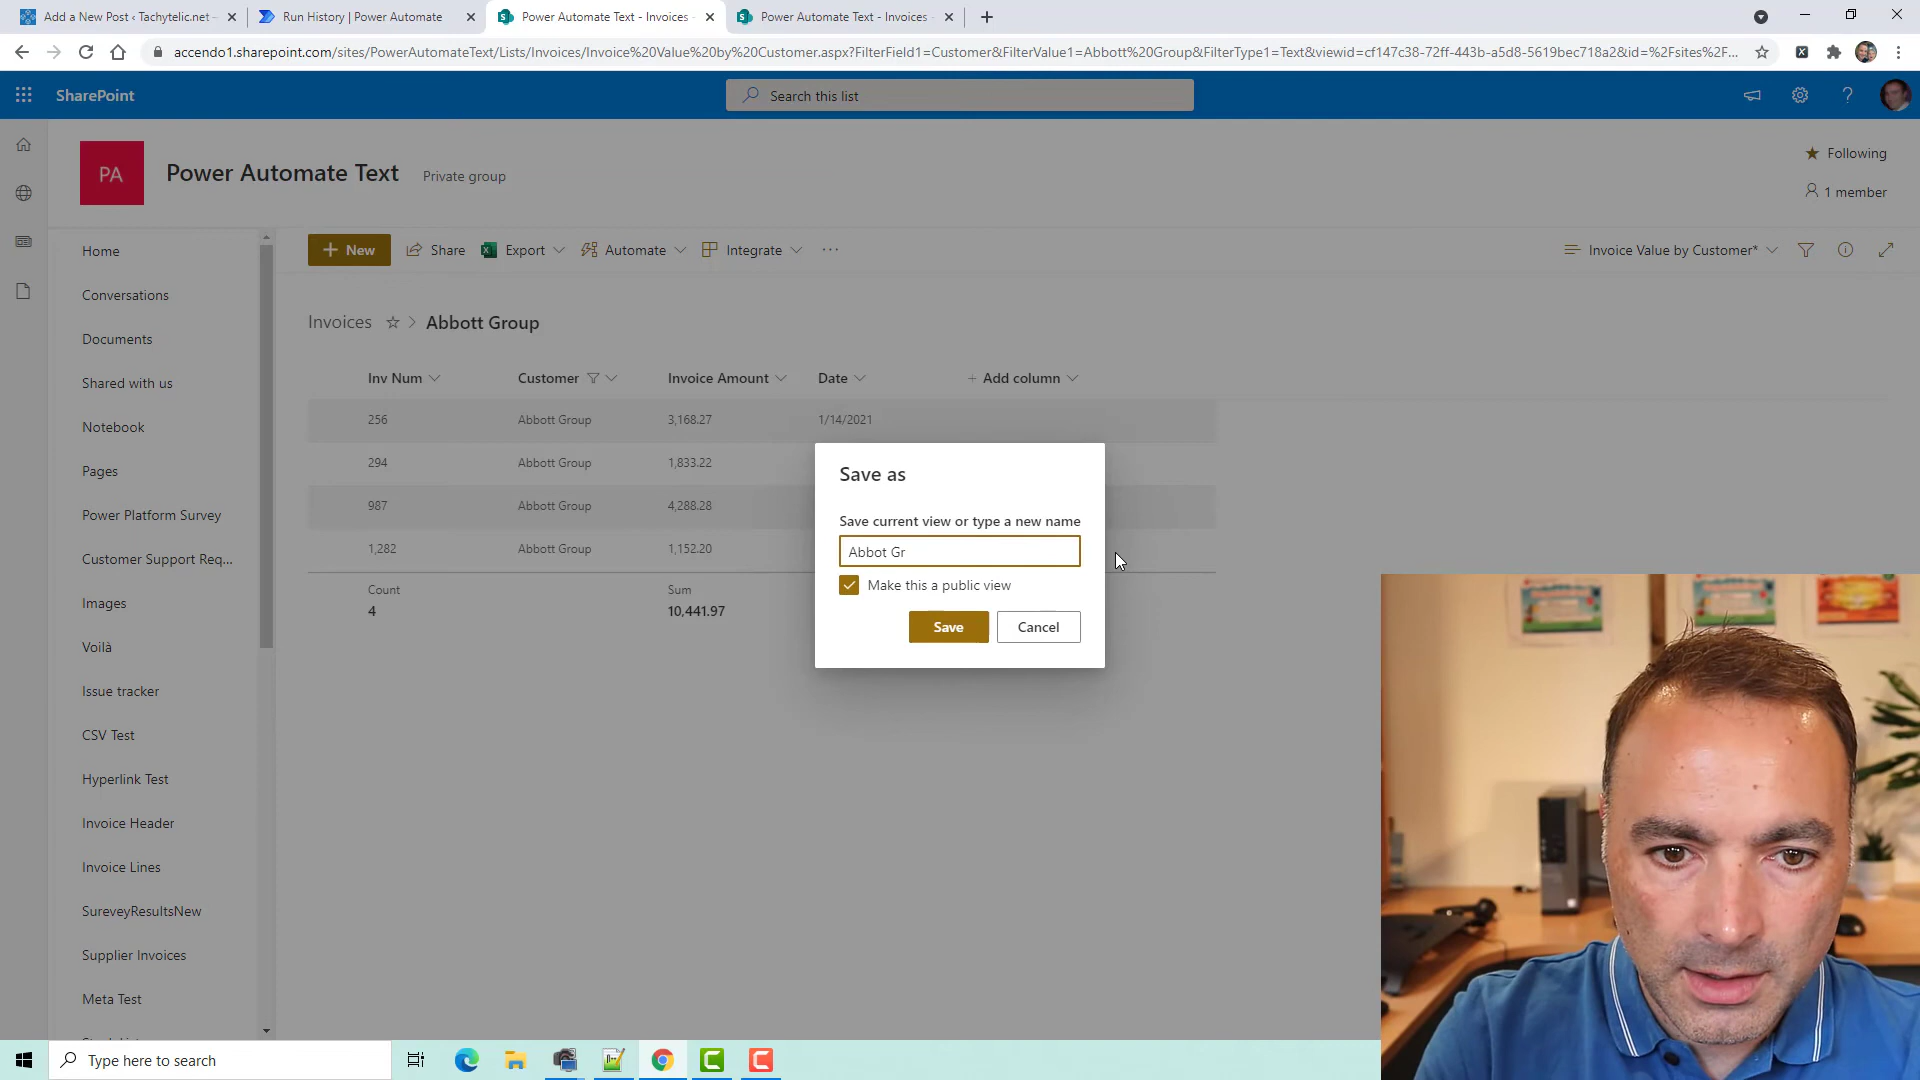 Add a New Post ‹ Tachytelic.net -
Run History | Power Automate
Power Automate Text - Invoices -
Power Automate Text - Invoices -
accendo1.sharepoint.com/sites/PowerAutomateText/Lists/Invoices/Invoice%20Value%20by%20Customer.aspx?FilterField1=Customer&FilterValue1=Abbott%20Group&FilterType1=Text&viewid=cf147c38-72ff-443b-a5d8-5619bec718a2&id=%2Fsites%2F...
SharePoint
Search this list
PA
Power Automate Text
Private group
Following
1 member
Home
Conversations
Documents
Shared with us
Notebook
Pages
Power Platform Survey
Customer Support Req...
Images
Voilà
Issue tracker
CSV Test
Hyperlink Test
Invoice Header
Invoice Lines
SureveyResultsNew
Supplier Invoices
Meta Test
New
Share
Export
Automate
Integrate
Invoice Value by Customer*
Invoices > Abbott Group
Inv Num Customer Invoice Amount Date + Add column
256 Abbott Group 3,168.27 1/14/2021
294 Abbott Group 1,833.22
987 Abbott Group 4,288.28
1,282 Abbott Group 1,152.20
Count Sum
4 10,441.97
Save as
Save current view or type a new name
Abbot Gr
Make this a public view
Save
Cancel
Type here to search